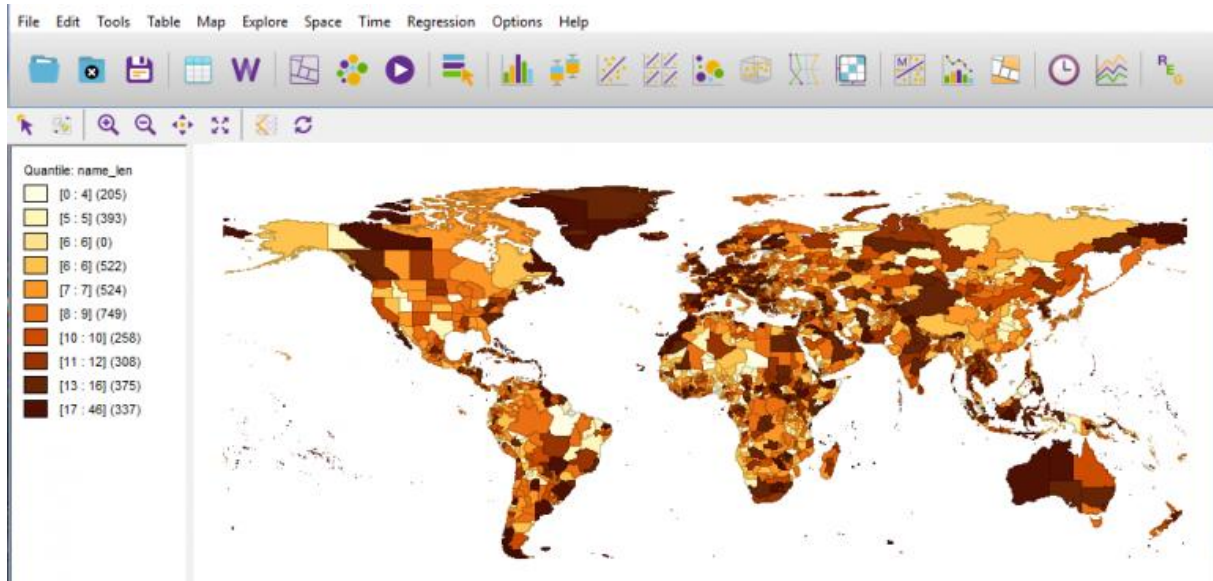 File Edit Tools Table Map Explore Space Time Regression Options Help
W M REG
Quantile: name_len
[0 : 4] (205)
[5 : 5] (393)
[6 : 6] (0)
[6 : 6] (522)
[7 : 7] (524)
[8 : 9] (749)
[10 : 10] (258)
[11 : 12] (308)
[13 : 16] (375)
[17 : 46] (337)